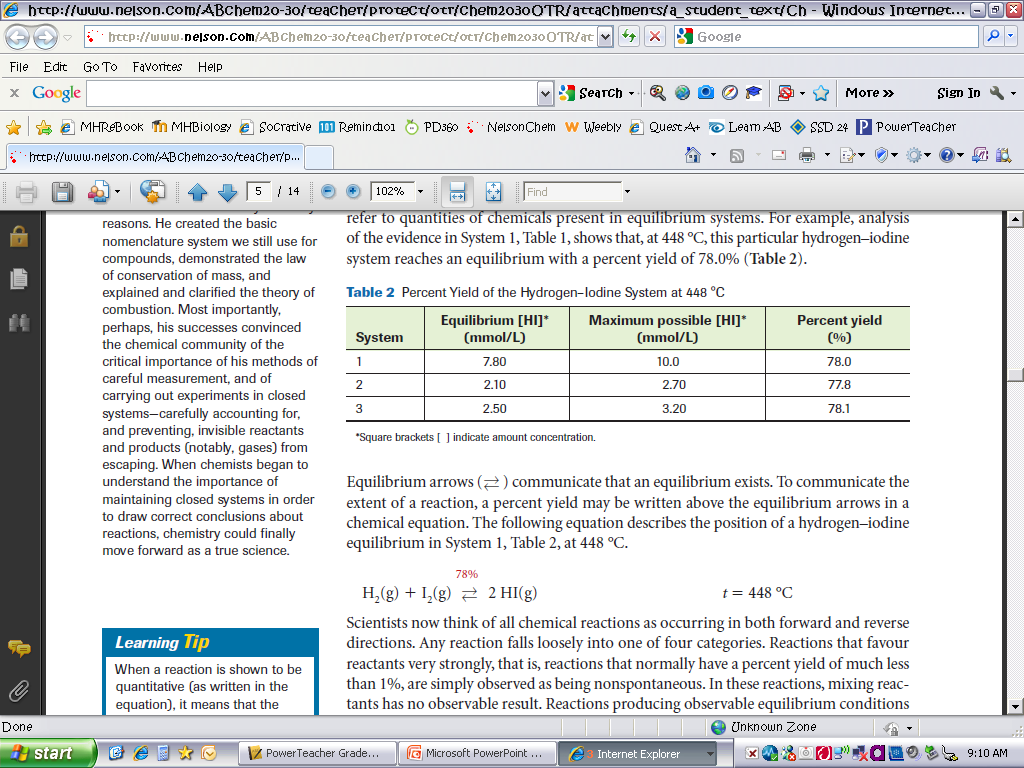 http://www.nelson.com/ABChem20-30/teacher/protect/otr/Chem2030OTR/attachments/a_student_text/Ch - Windows Internet...
http://www.nelson.com/ABChem20-30/teacher/protect/otr/Chem2030OTR/at
Google
File Edit Go To Favorites Help
x Google
Search
More >>
Sign In
MHReBook
MHBiology
Socrative
Remind101
PD360
NelsonChem
Weebly
Quest A+
Learn AB
SSD 24
PowerTeacher
http://www.nelson.com/ABChem20-30/teacher/p...
5 / 14
102%
Find
reasons. He created the basic
nomenclature system we still use for
compounds, demonstrated the law
of conservation of mass, and
explained and clarified the theory of
combustion. Most importantly,
perhaps, his successes convinced
the chemical community of the
critical importance of his methods of
careful measurement, and of
carrying out experiments in closed
systems—carefully accounting for,
and preventing, invisible reactants
and products (notably, gases) from
escaping. When chemists began to
understand the importance of
maintaining closed systems in order
to draw correct conclusions about
reactions, chemistry could finally
move forward as a true science.
Learning Tip
When a reaction is shown to be
quantitative (as written in the
equation), it means that the
refer to quantities of chemicals present in equilibrium systems. For example, analysis
of the evidence in System 1, Table 1, shows that, at 448 ºC, this particular hydrogen–iodine
system reaches an equilibrium with a percent yield of 78.0% (Table 2).
Table 2 Percent Yield of the Hydrogen–Iodine System at 448 ºC
System Equilibrium [HI]* (mmol/L) Maximum possible [HI]* (mmol/L) Percent yield (%)
1 7.80 10.0 78.0
2 2.10 2.70 77.8
3 2.50 3.20 78.1
*Square brackets [ ] indicate amount concentration.
Equilibrium arrows (⇄) communicate that an equilibrium exists. To communicate the
extent of a reaction, a percent yield may be written above the equilibrium arrows in a
chemical equation. The following equation describes the position of a hydrogen–iodine
equilibrium in System 1, Table 2, at 448 ºC.
78%
H₂(g) + I₂(g) ⇄ 2 HI(g) t = 448 ºC
Scientists now think of all chemical reactions as occurring in both forward and reverse
directions. Any reaction falls loosely into one of four categories. Reactions that favour
reactants very strongly, that is, reactions that normally have a percent yield of much less
than 1%, are simply observed as being nonspontaneous. In these reactions, mixing reac-
tants has no observable result. Reactions producing observable equilibrium conditions
Done
Unknown Zone
start
PowerTeacher Grade...
Microsoft PowerPoint ...
3 Internet Explorer
9:10 AM